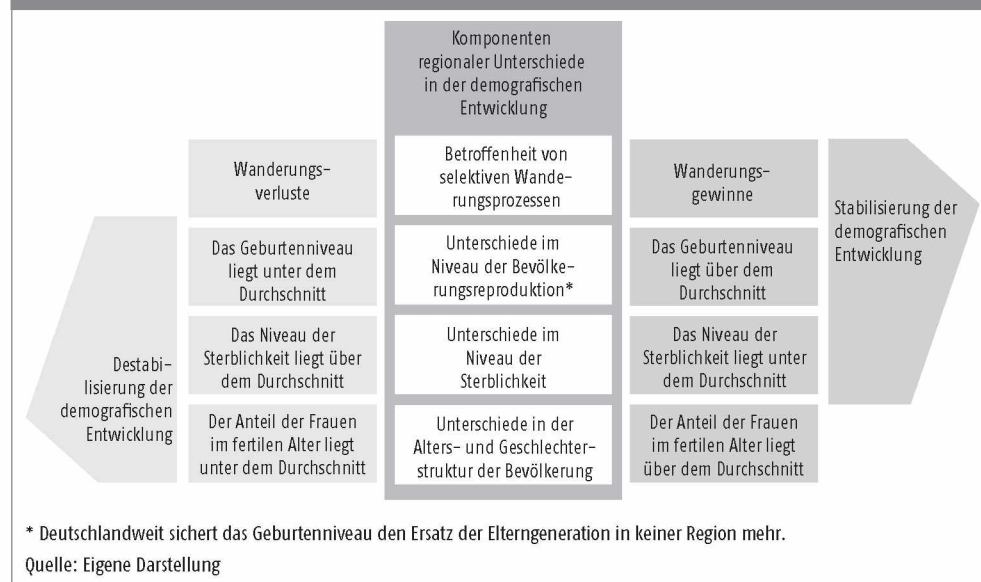 Komponenten
regionaler Unterschiede
in der demografischen
Entwicklung
Wanderungs-
verluste
Betroffenheit von
selektiven Wande-
rungsprozessen
Wanderungs-
gewinne
Das Geburtenniveau
liegt unter dem
Durchschnitt
Unterschiede im
Niveau der Bevölke-
rungsreproduktion*
Das Geburtenniveau
liegt über dem
Durchschnitt
Das Niveau der
Sterblichkeit liegt über
dem Durchschnitt
Unterschiede im
Niveau der
Sterblichkeit
Das Niveau der
Sterblichkeit liegt unter
dem Durchschnitt
Der Anteil der Frauen
im fertilen Alter liegt
unter dem Durchschnitt
Unterschiede in der
Alters- und Geschlechter-
struktur der Bevölkerung
Der Anteil der Frauen
im fertilen Alter liegt
über dem Durchschnitt
Destabi-
lisierung der
demografischen
Entwicklung
Stabilisierung der
demografischen
Entwicklung
* Deutschlandweit sichert das Geburtenniveau den Ersatz der Elterngeneration in keiner Region mehr.
Quelle: Eigene Darstellung